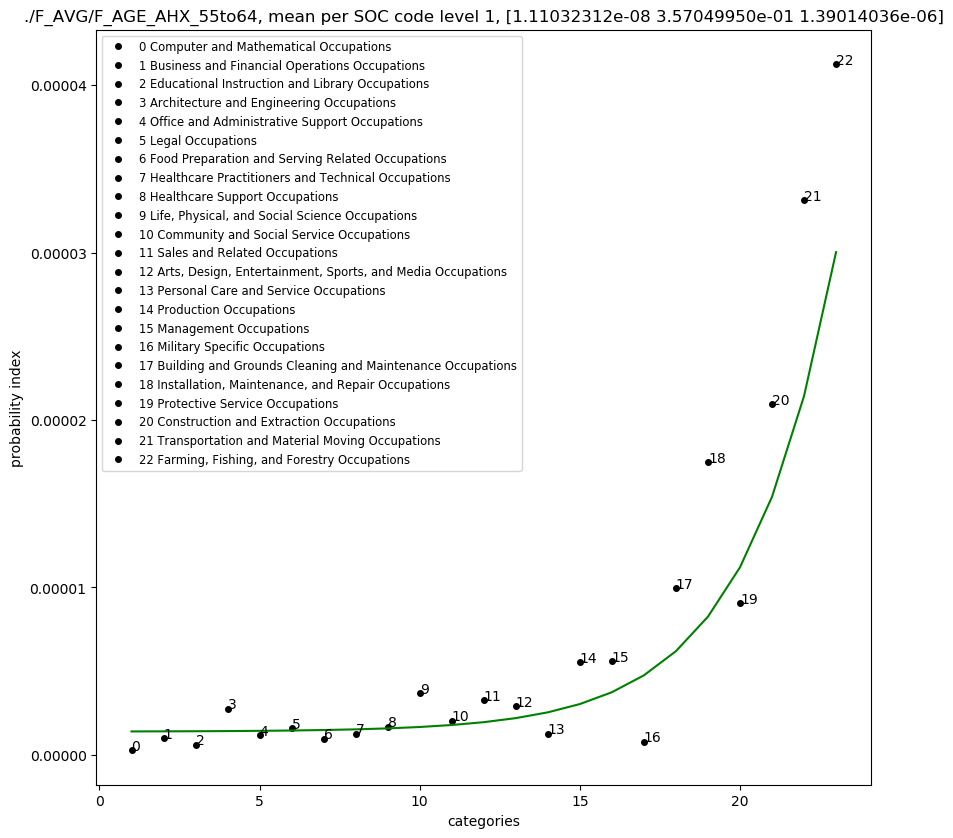 ./F_AVG/F_AGE_AHX_55to64, mean per SOC code level 1, [1.11032312e-08 3.57049950e-01 1.39014036e-06]
0 Computer and Mathematical Occupations
1 Business and Financial Operations Occupations
2 Educational Instruction and Library Occupations
3 Architecture and Engineering Occupations
4 Office and Administrative Support Occupations
5 Legal Occupations
6 Food Preparation and Serving Related Occupations
7 Healthcare Practitioners and Technical Occupations
8 Healthcare Support Occupations
9 Life, Physical, and Social Science Occupations
10 Community and Social Service Occupations
11 Sales and Related Occupations
12 Arts, Design, Entertainment, Sports, and Media Occupations
13 Personal Care and Service Occupations
14 Production Occupations
15 Management Occupations
16 Military Specific Occupations
17 Building and Grounds Cleaning and Maintenance Occupations
18 Installation, Maintenance, and Repair Occupations
19 Protective Service Occupations
20 Construction and Extraction Occupations
21 Transportation and Material Moving Occupations
22 Farming, Fishing, and Forestry Occupations
probability index
0.00004
0.00003
0.00002
0.00001
0.00000
0
1
2
3
4
5
6
7
8
9
10
11
12
13
14
15
16
17
18
19
20
21
22
0
5
10
15
20
categories